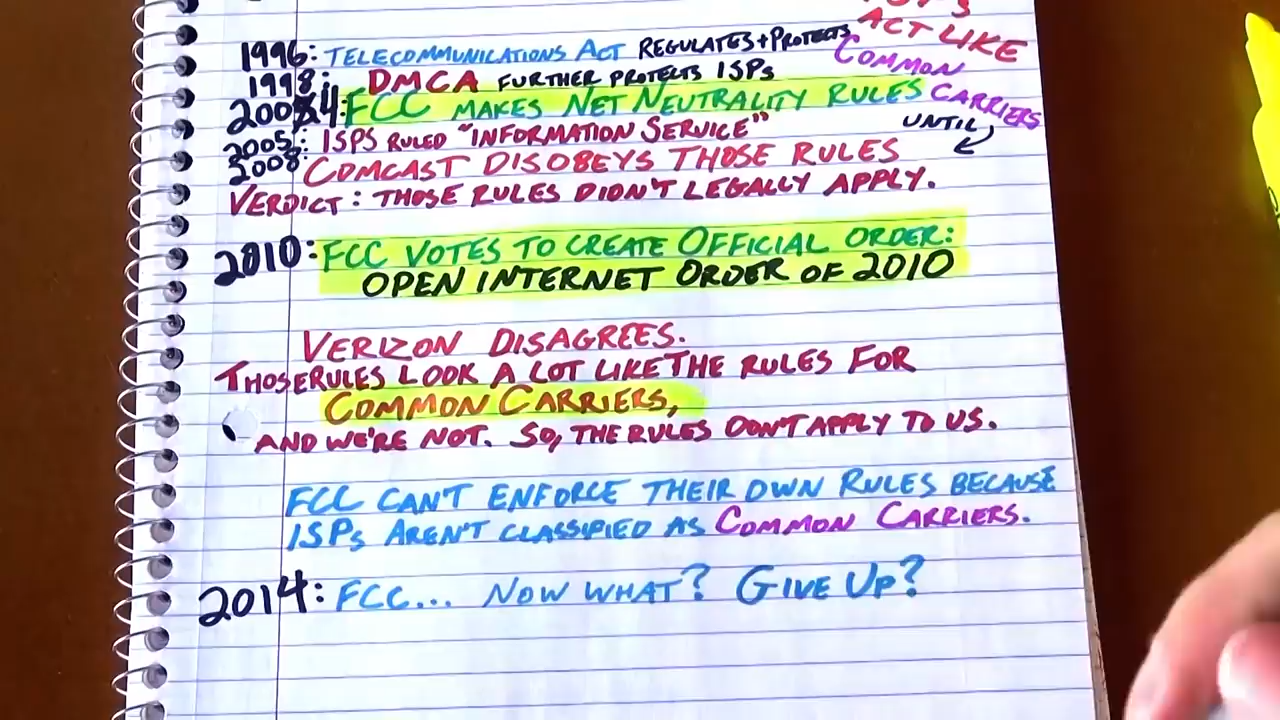 ACT LIKE
COMMON
CARRIERS
UNTIL
1996: TELECOMMUNICATIONS ACT REGULATES + PROTECTS
1998: DMCA FURTHER PROTECTS ISPs
2004: FCC MAKES NET NEUTRALITY RULES
2005: ISPS RULED "INFORMATION SERVICE"
2008: COMCAST DISOBEYS THOSE RULES
VERDICT: THOSE RULES DIDN'T LEGALLY APPLY.
2010: FCC VOTES TO CREATE OFFICIAL ORDER:
OPEN INTERNET ORDER OF 2010
VERIZON DISAGREES.
THOSE RULES LOOK A LOT LIKE THE RULES FOR
COMMON CARRIERS,
AND WE'RE NOT. SO, THE RULES DON'T APPLY TO US.
FCC CAN'T ENFORCE THEIR OWN RULES BECAUSE
ISPs AREN'T CLASSIFIED AS COMMON CARRIERS.
2014: FCC... NOW WHAT? GIVE UP?